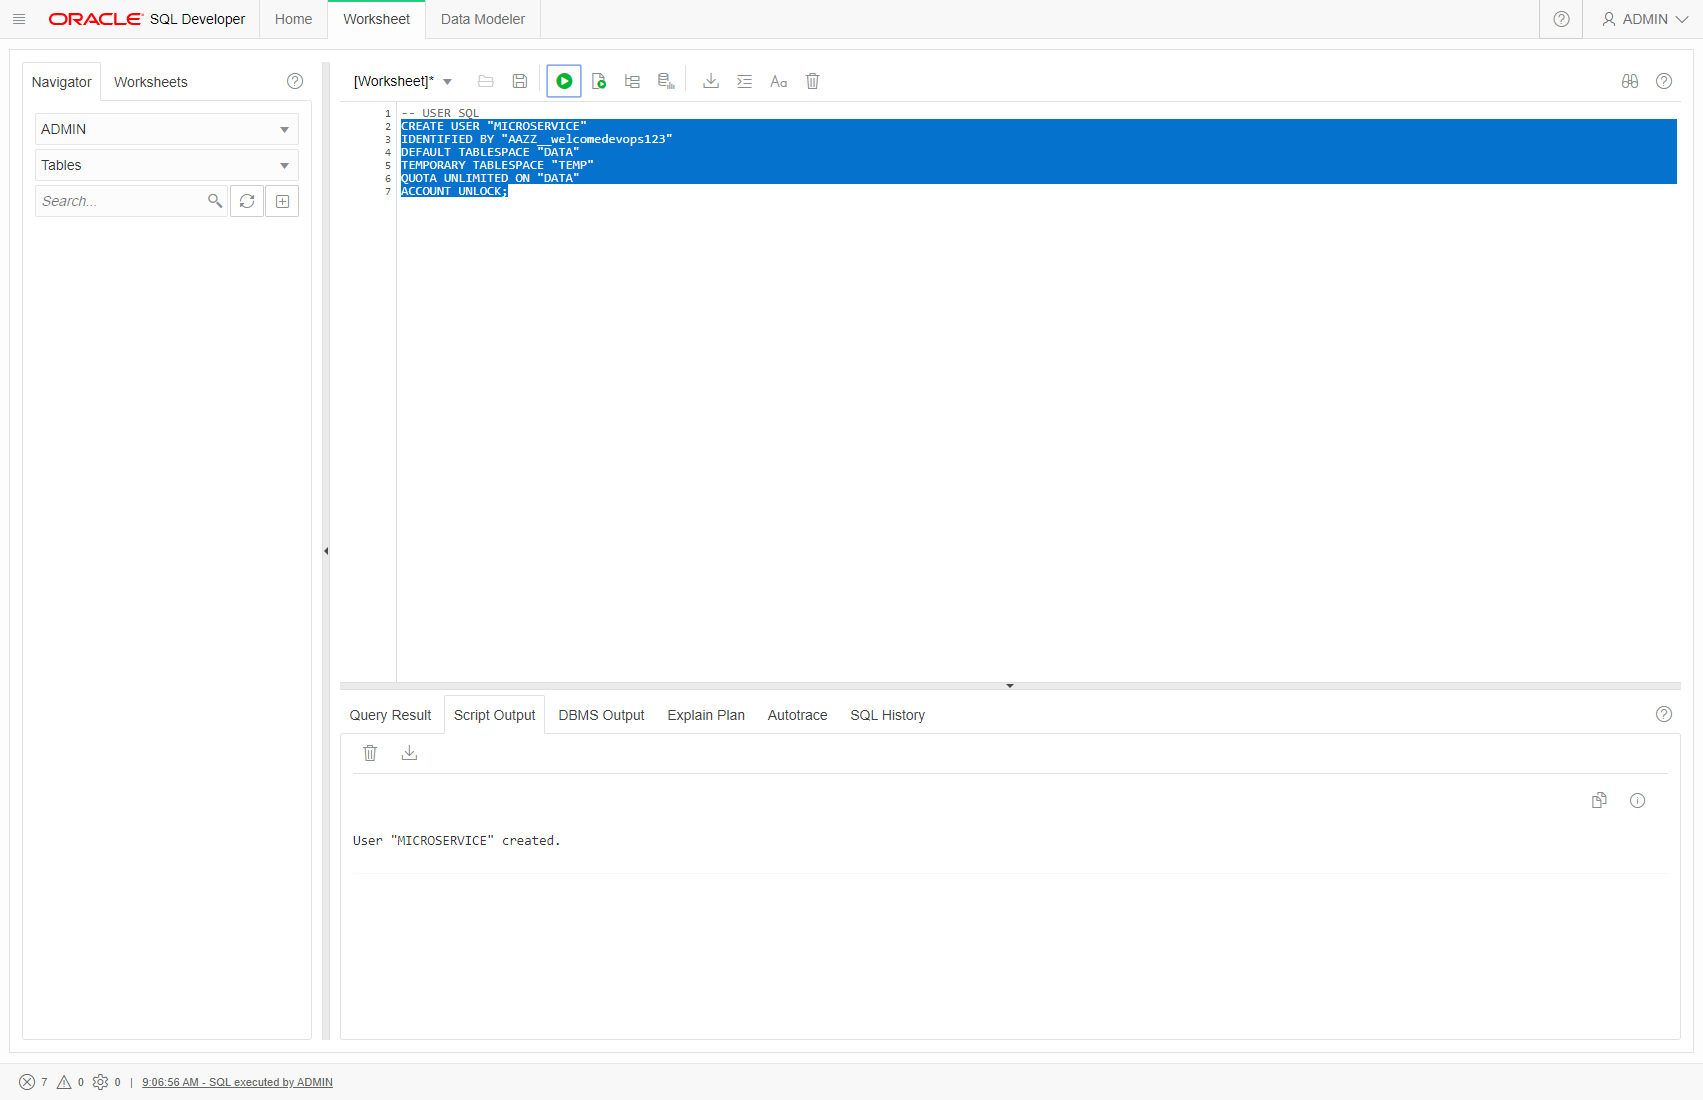 ORACLE SQL Developer
Home
Worksheet
Data Modeler
ADMIN
Navigator
Worksheets
ADMIN
Tables
Search...
[Worksheet]*
Aa
1 -- USER SQL
2 CREATE USER "MICROSERVICE"
3 IDENTIFIED BY "AAZZ__welcomedevops123"
4 DEFAULT TABLESPACE "DATA"
5 TEMPORARY TABLESPACE "TEMP"
6 QUOTA UNLIMITED ON "DATA"
7 ACCOUNT UNLOCK;
Query Result
Script Output
DBMS Output
Explain Plan
Autotrace
SQL History
User "MICROSERVICE" created.
7 0 0 | 9:06:56 AM - SQL executed by ADMIN